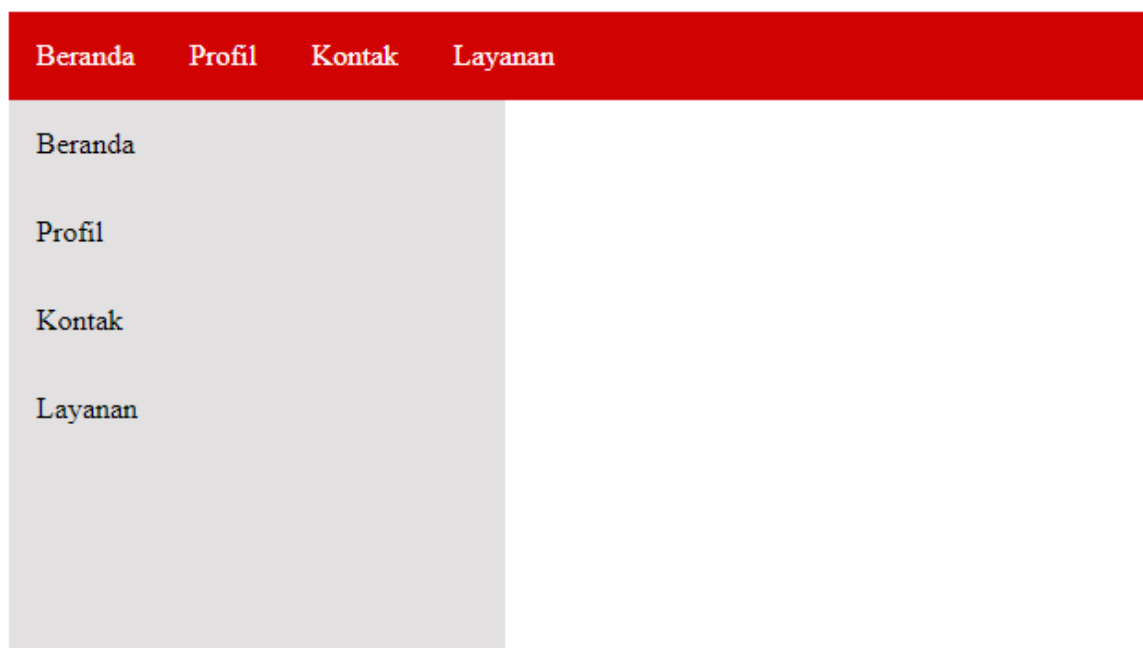 Beranda Profil Kontak Layanan
Beranda
Profil
Kontak
Layanan